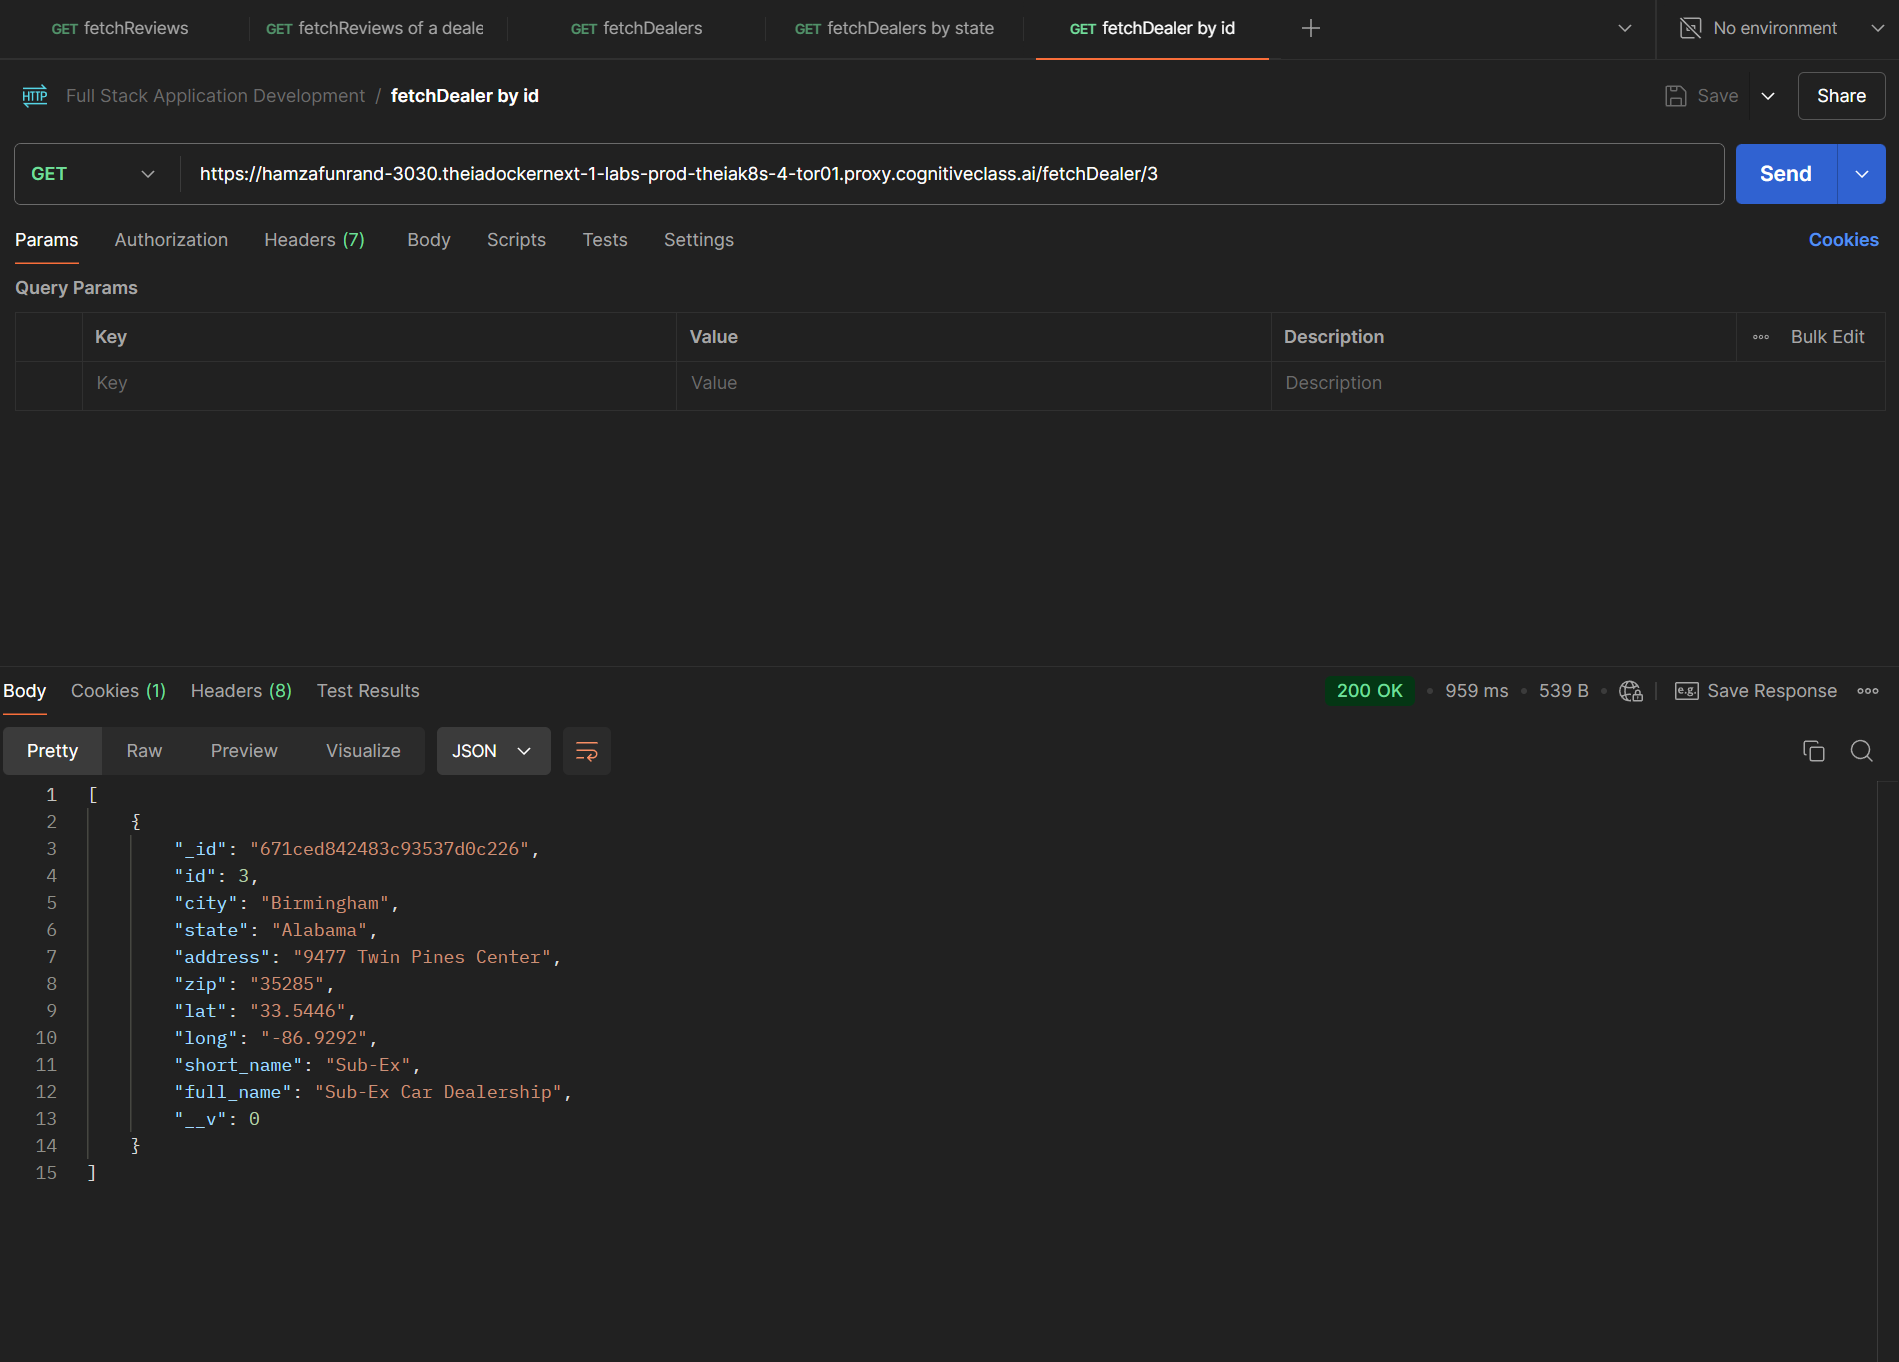 GET fetchReviews GET fetchReviews of a deale GET fetchDealers GET fetchDealers by state GET fetchDealer by id No environment
HTTP Full Stack Application Development / fetchDealer by id Save Share
GET https://hamzafunrand-3030.theiadockernext-1-labs-prod-theiak8s-4-tor01.proxy.cognitiveclass.ai/fetchDealer/3 Send
Params Authorization Headers (7) Body Scripts Tests Settings Cookies
Query Params
Key Value Description Bulk Edit
Key Value Description
Body Cookies (1) Headers (8) Test Results 200 OK 959 ms 539 B e.g. Save Response
Pretty Raw Preview Visualize JSON
1 [
2 {
3 "_id": "671ced842483c93537d0c226",
4 "id": 3,
5 "city": "Birmingham",
6 "state": "Alabama",
7 "address": "9477 Twin Pines Center",
8 "zip": "35285",
9 "lat": "33.5446",
10 "long": "-86.9292",
11 "short_name": "Sub-Ex",
12 "full_name": "Sub-Ex Car Dealership",
13 "__v": 0
14 }
15 ]